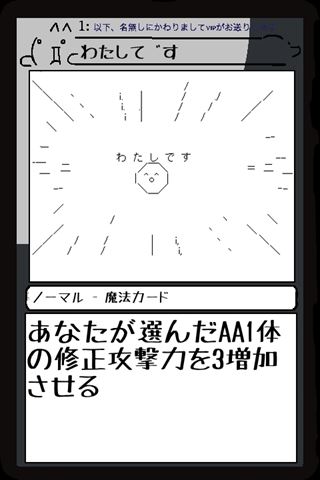 1: 以下、名無しにかわりましてVIPがお送りします
わたしです
わたしです
ノーマル - 魔法カード
あなたが選んだAA1体
の修正攻撃力を3増加
させる